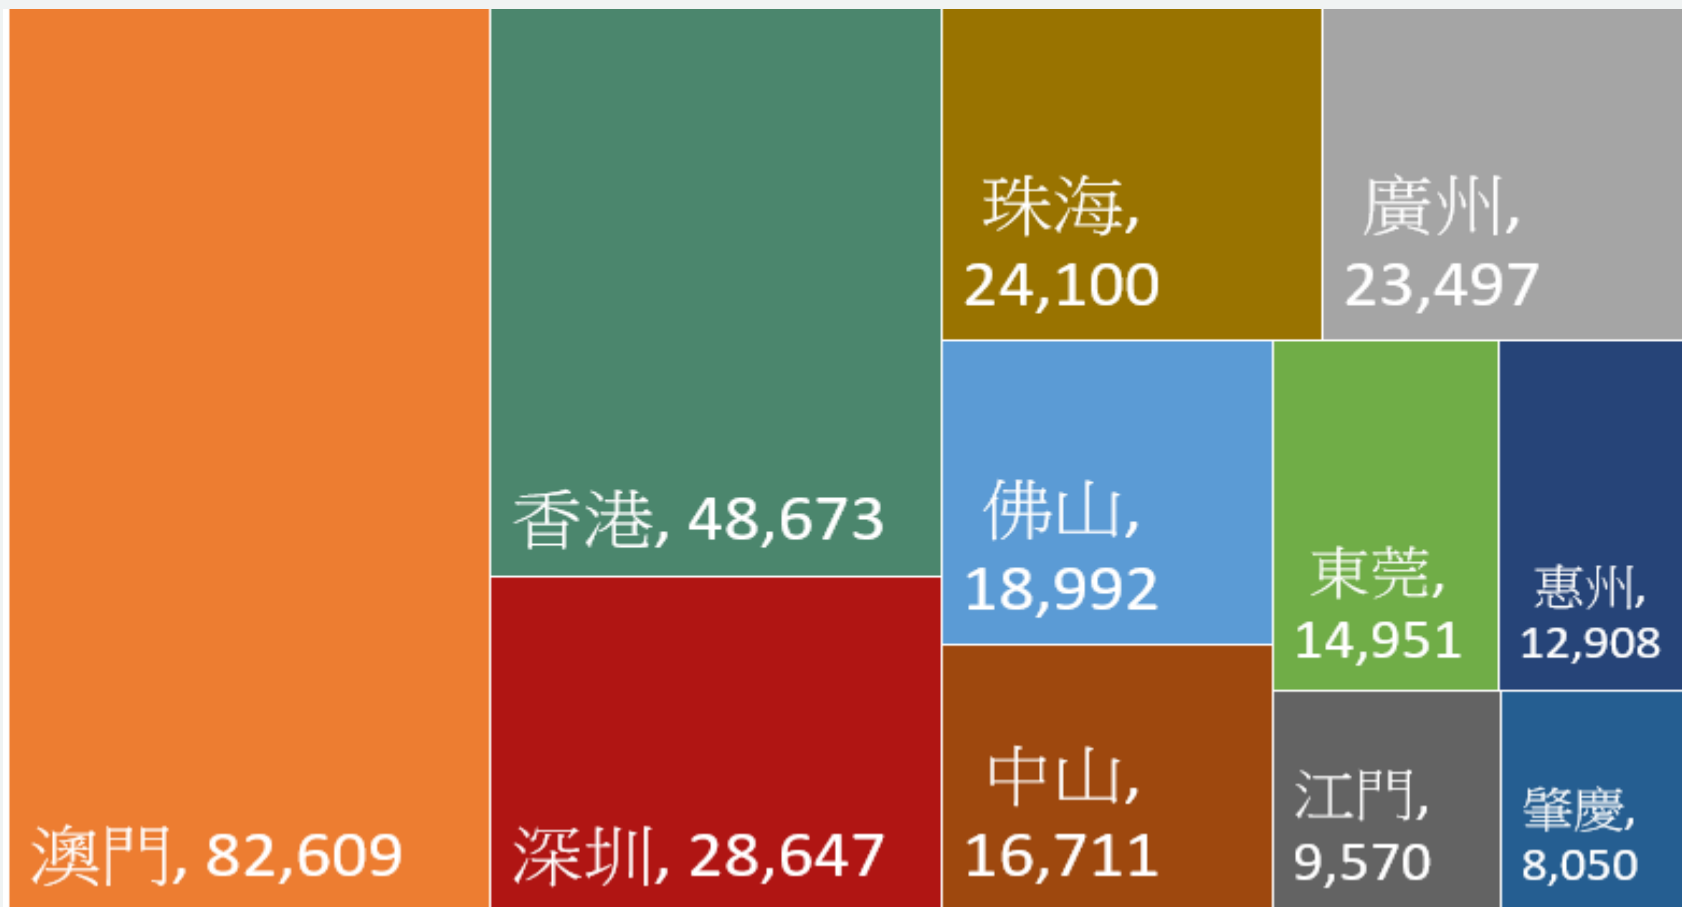 澳門, 82,609
香港, 48,673
深圳, 28,647
珠海,
24,100
廣州,
23,497
佛山,
18,992
中山,
16,711
東莞,
14,951
惠州,
12,908
江門,
9,570
肇慶,
8,050